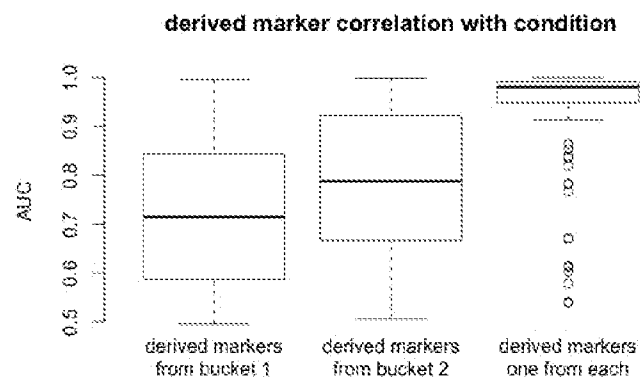 derived marker correlation with condition
AUC
1.0
0.9
0.8
0.7
0.6
0.5
derived markers
from bucket 1
derived markers
from bucket 2
derived markers
one from each